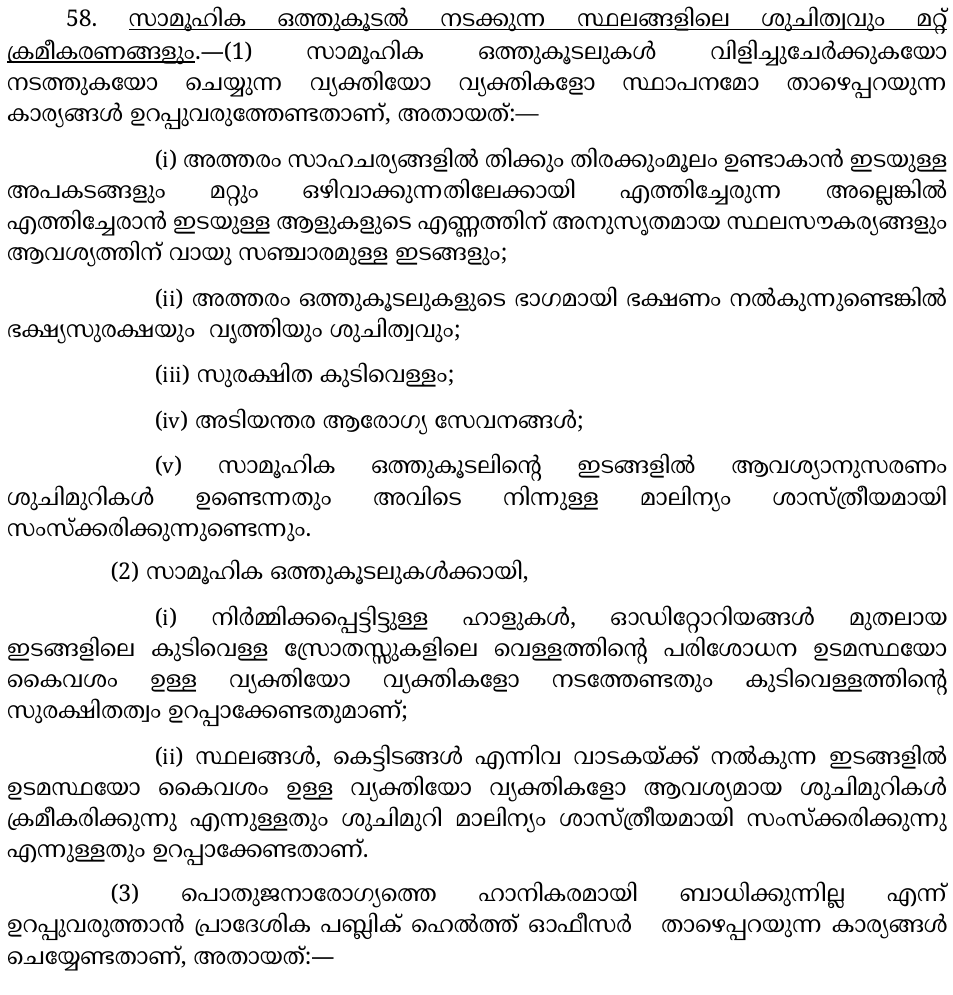 58. സാമൂഹിക ഒത്തുകൂടൽ നടക്കുന്ന സ്ഥലങ്ങളിലെ ശുചിത്വവും മറ്റ്
ക്രമീകരണങ്ങളും.—(1) സാമൂഹിക ഒത്തുകൂടലുകൾ വിളിച്ചുചേർക്കുകയോ
നടത്തുകയോ ചെയ്യുന്ന വ്യക്തിയോ വ്യക്തികളോ സ്ഥാപനമോ താഴെപ്പറയുന്ന
കാര്യങ്ങൾ ഉറപ്പുവരുത്തേണ്ടതാണ്, അതായത്:—
(i) അത്തരം സാഹചര്യങ്ങളിൽ തിക്കും തിരക്കുംമൂലം ഉണ്ടാകാൻ ഇടയുള്ള
അപകടങ്ങളും മറ്റും ഒഴിവാക്കുന്നതിലേക്കായി എത്തിച്ചേരുന്ന അല്ലെങ്കിൽ
എത്തിച്ചേരാൻ ഇടയുള്ള ആളുകളുടെ എണ്ണത്തിന് അനുസൃതമായ സ്ഥലസൗകര്യങ്ങളും
ആവശ്യത്തിന് വായു സഞ്ചാരമുള്ള ഇടങ്ങളും;
(ii) അത്തരം ഒത്തുകൂടലുകളുടെ ഭാഗമായി ഭക്ഷണം നൽകുന്നുണ്ടെങ്കിൽ
ഭക്ഷ്യസുരക്ഷയും വൃത്തിയും ശുചിത്വവും;
(iii) സുരക്ഷിത കുടിവെള്ളം;
(iv) അടിയന്തര ആരോഗ്യ സേവനങ്ങൾ;
(v) സാമൂഹിക ഒത്തുകൂടലിന്റെ ഇടങ്ങളിൽ ആവശ്യാനുസരണം
ശുചിമുറികൾ ഉണ്ടെന്നതും അവിടെ നിന്നുള്ള മാലിന്യം ശാസ്ത്രീയമായി
സംസ്ക്കരിക്കുന്നുണ്ടെന്നും.
(2) സാമൂഹിക ഒത്തുകൂടലുകൾക്കായി,
(i) നിർമ്മിക്കപ്പെട്ടിട്ടുള്ള ഹാളുകൾ, ഓഡിറ്റോറിയങ്ങൾ മുതലായ
ഇടങ്ങളിലെ കുടിവെള്ള സ്രോതസ്സുകളിലെ വെള്ളത്തിന്റെ പരിശോധന ഉടമസ്ഥയോ
കൈവശം ഉള്ള വ്യക്തിയോ വ്യക്തികളോ നടത്തേണ്ടതും കുടിവെള്ളത്തിന്റെ
സുരക്ഷിതത്വം ഉറപ്പാക്കേണ്ടതുമാണ്;
(ii) സ്ഥലങ്ങൾ, കെട്ടിടങ്ങൾ എന്നിവ വാടകയ്ക്ക് നൽകുന്ന ഇടങ്ങളിൽ
ഉടമസ്ഥയോ കൈവശം ഉള്ള വ്യക്തിയോ വ്യക്തികളോ ആവശ്യമായ ശുചിമുറികൾ
ക്രമീകരിക്കുന്നു എന്നുള്ളതും ശുചിമുറി മാലിന്യം ശാസ്ത്രീയമായി സംസ്ക്കരിക്കുന്നു
എന്നുള്ളതും ഉറപ്പാക്കേണ്ടതാണ്.
(3) പൊതുജനാരോഗ്യത്തെ ഹാനികരമായി ബാധിക്കുന്നില്ല എന്ന്
ഉറപ്പുവരുത്താൻ പ്രാദേശിക പബ്ലിക് ഹെൽത്ത് ഓഫീസർ താഴെപ്പറയുന്ന കാര്യങ്ങൾ
ചെയ്യേണ്ടതാണ്, അതായത്:—